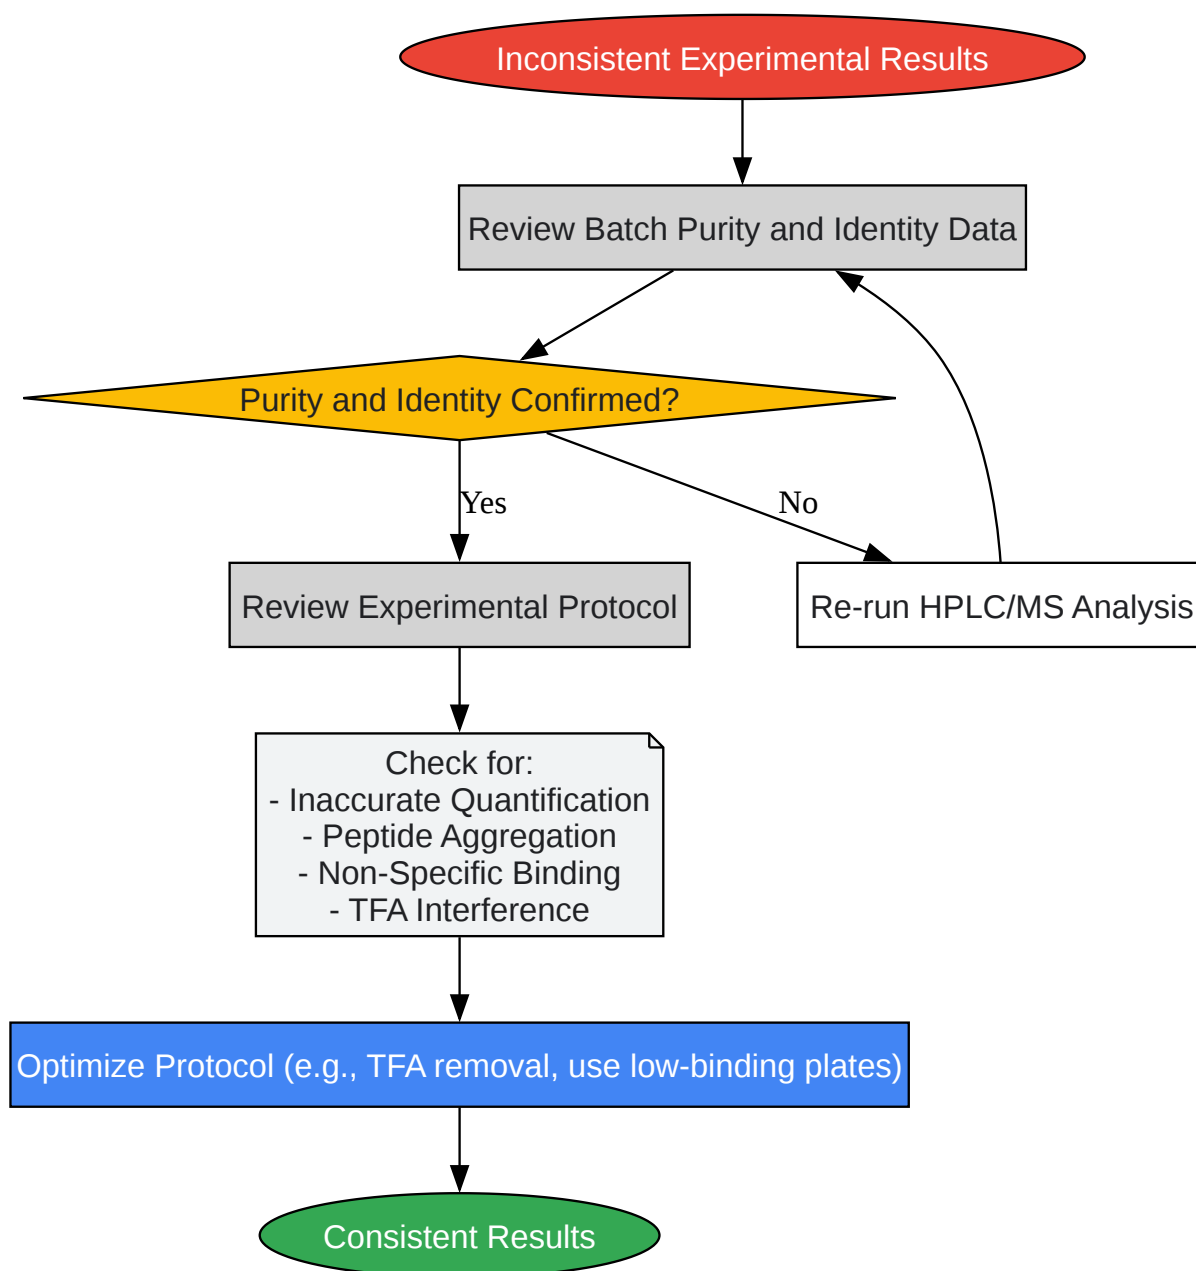 Inconsistent Experimental Results
Review Batch Purity and Identity Data
Purity and Identity Confirmed?
Yes
No
Review Experimental Protocol
Re-run HPLC/MS Analysis
Check for:
- Inaccurate Quantification
- Peptide Aggregation
- Non-Specific Binding
- TFA Interference
Optimize Protocol (e.g., TFA removal, use low-binding plates)
Consistent Results